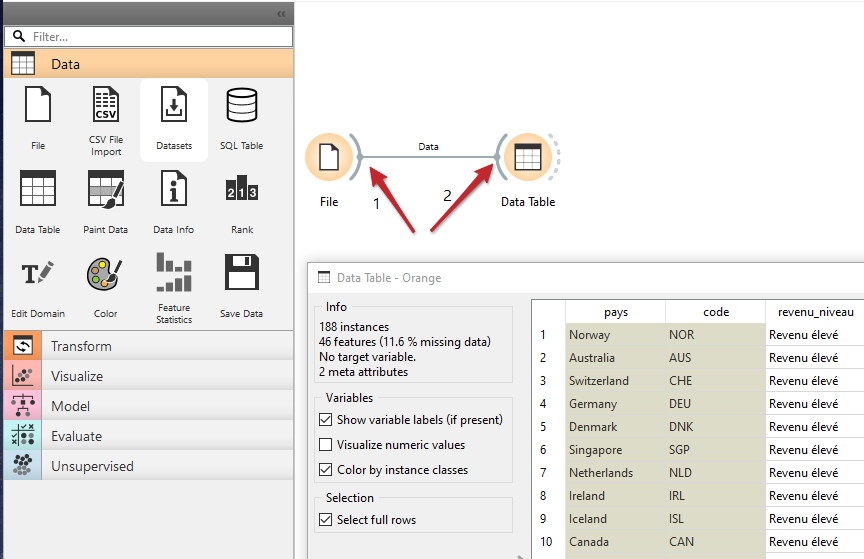 «
Filter...
Data
File
CSV File Import
Datasets
SQL Table
Data Table
Paint Data
Data Info
Rank
Edit Domain
Color
Feature Statistics
Save Data
Transform
Visualize
Model
Evaluate
Unsupervised
Data
1
2
File
Data Table
Data Table - Orange
Info
188 instances
46 features (11.6 % missing data)
No target variable.
2 meta attributes
Variables
Show variable labels (if present)
Visualize numeric values
Color by instance classes
Selection
Select full rows
pays code revenu_niveau
1 Norway NOR Revenu élevé
2 Australia AUS Revenu élevé
3 Switzerland CHE Revenu élevé
4 Germany DEU Revenu élevé
5 Denmark DNK Revenu élevé
6 Singapore SGP Revenu élevé
7 Netherlands NLD Revenu élevé
8 Ireland IRL Revenu élevé
9 Iceland ISL Revenu élevé
10 Canada CAN Revenu élevé